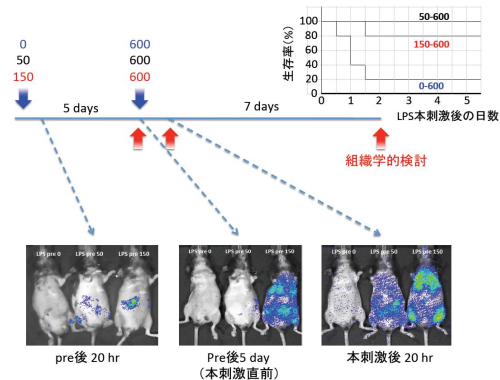 0
50
150
600
600
600
5 days
7 days
生存率(%)
100
80
60
40
20
0
50-600
150-600
0-600
0 1 2 3 4 5
LPS本刺激後の日数
組織学的検討
LPS pre 0 LPS pre 50 LPS pre 150
LPS pre 0 LPS pre 50 LPS pre 150
LPS pre 0 LPS pre 50 LPS pre 150
pre後 20 hr
Pre後5 day
(本刺激直前)
本刺激後 20 hr